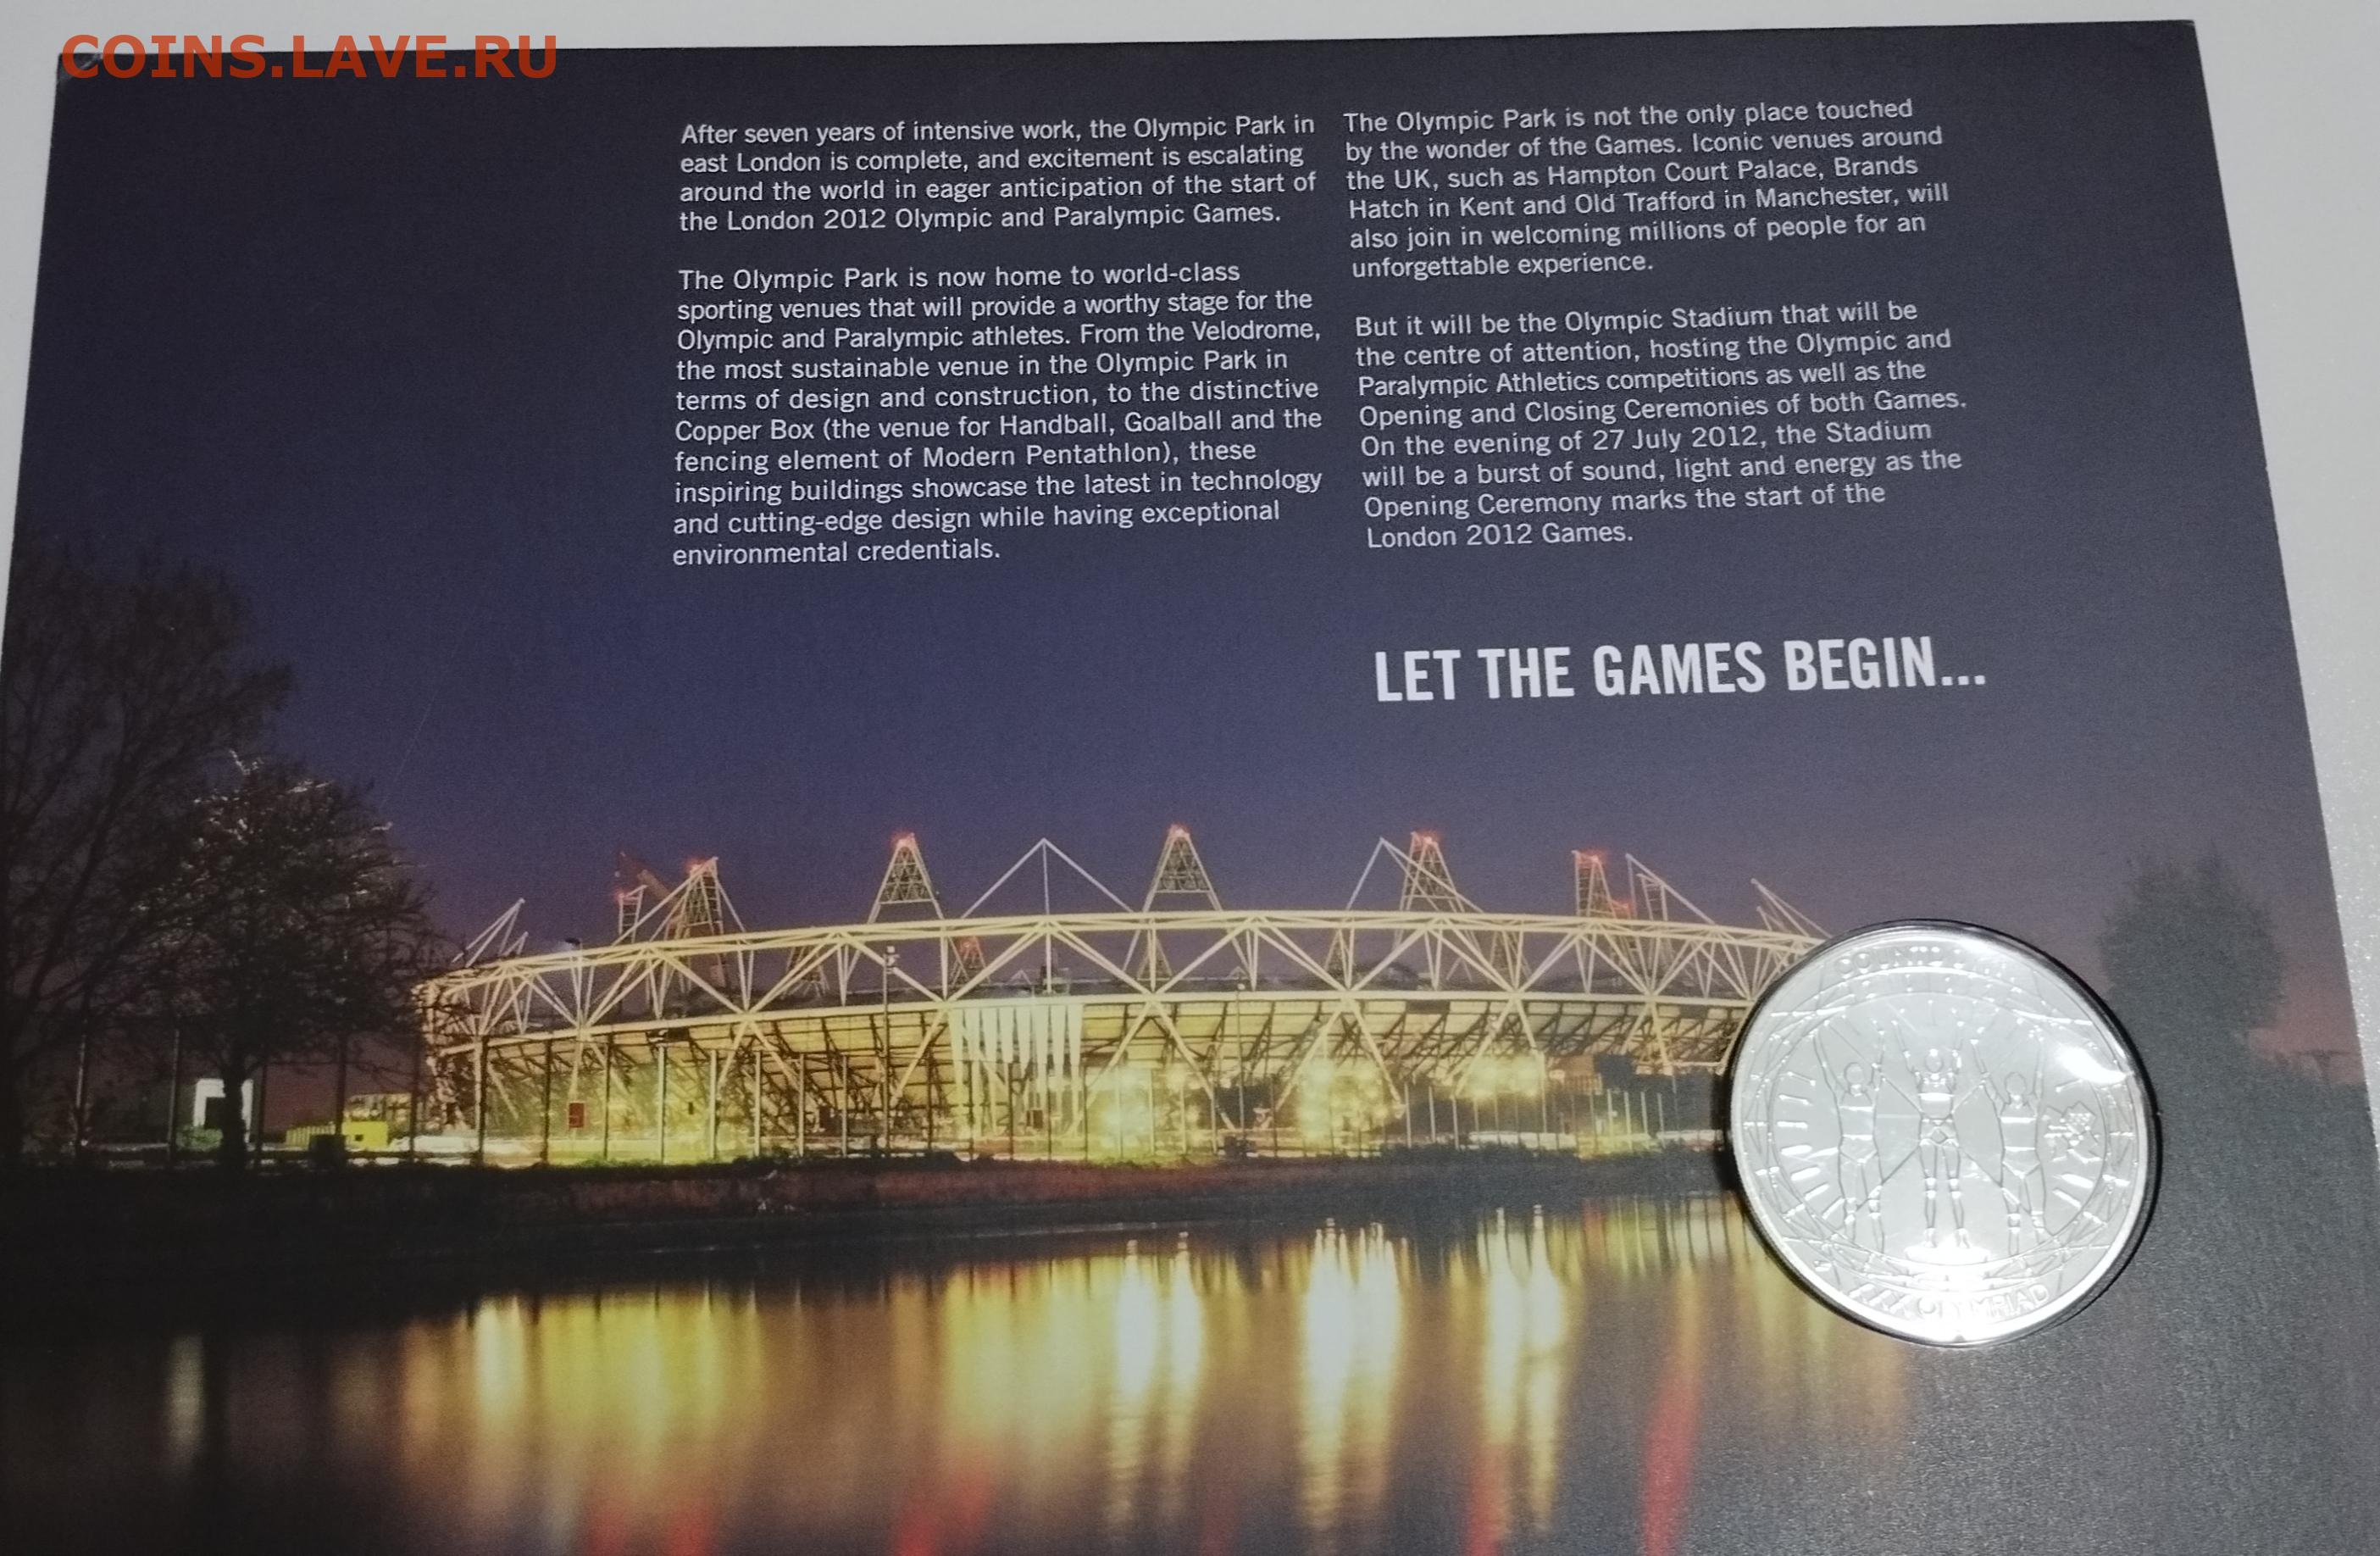 COINS.LAVE.RU
After seven years of intensive work, the Olympic Park in
east London is complete, and excitement is escalating
around the world in eager anticipation of the start of
the London 2012 Olympic and Paralympic Games.
The Olympic Park is now home to world-class
sporting venues that will provide a worthy stage for the
Olympic and Paralympic athletes. From the Velodrome,
the most sustainable venue in the Olympic Park in
terms of design and construction, to the distinctive
Copper Box (the venue for Handball, Goalball and the
fencing element of Modern Pentathlon), these
inspiring buildings showcase the latest in technology
and cutting-edge design while having exceptional
environmental credentials.
The Olympic Park is not the only place touched
by the wonder of the Games. Iconic venues around
the UK, such as Hampton Court Palace, Brands
Hatch in Kent and Old Trafford in Manchester, will
also join in welcoming millions of people for an
unforgettable experience.
But it will be the Olympic Stadium that will be
the centre of attention, hosting the Olympic and
Paralympic Athletics competitions as well as the
Opening and Closing Ceremonies of both Games.
On the evening of 27 July 2012, the Stadium
will be a burst of sound, light and energy as the
Opening Ceremony marks the start of the
London 2012 Games.
LET THE GAMES BEGIN...
XXX OLYMPIAD